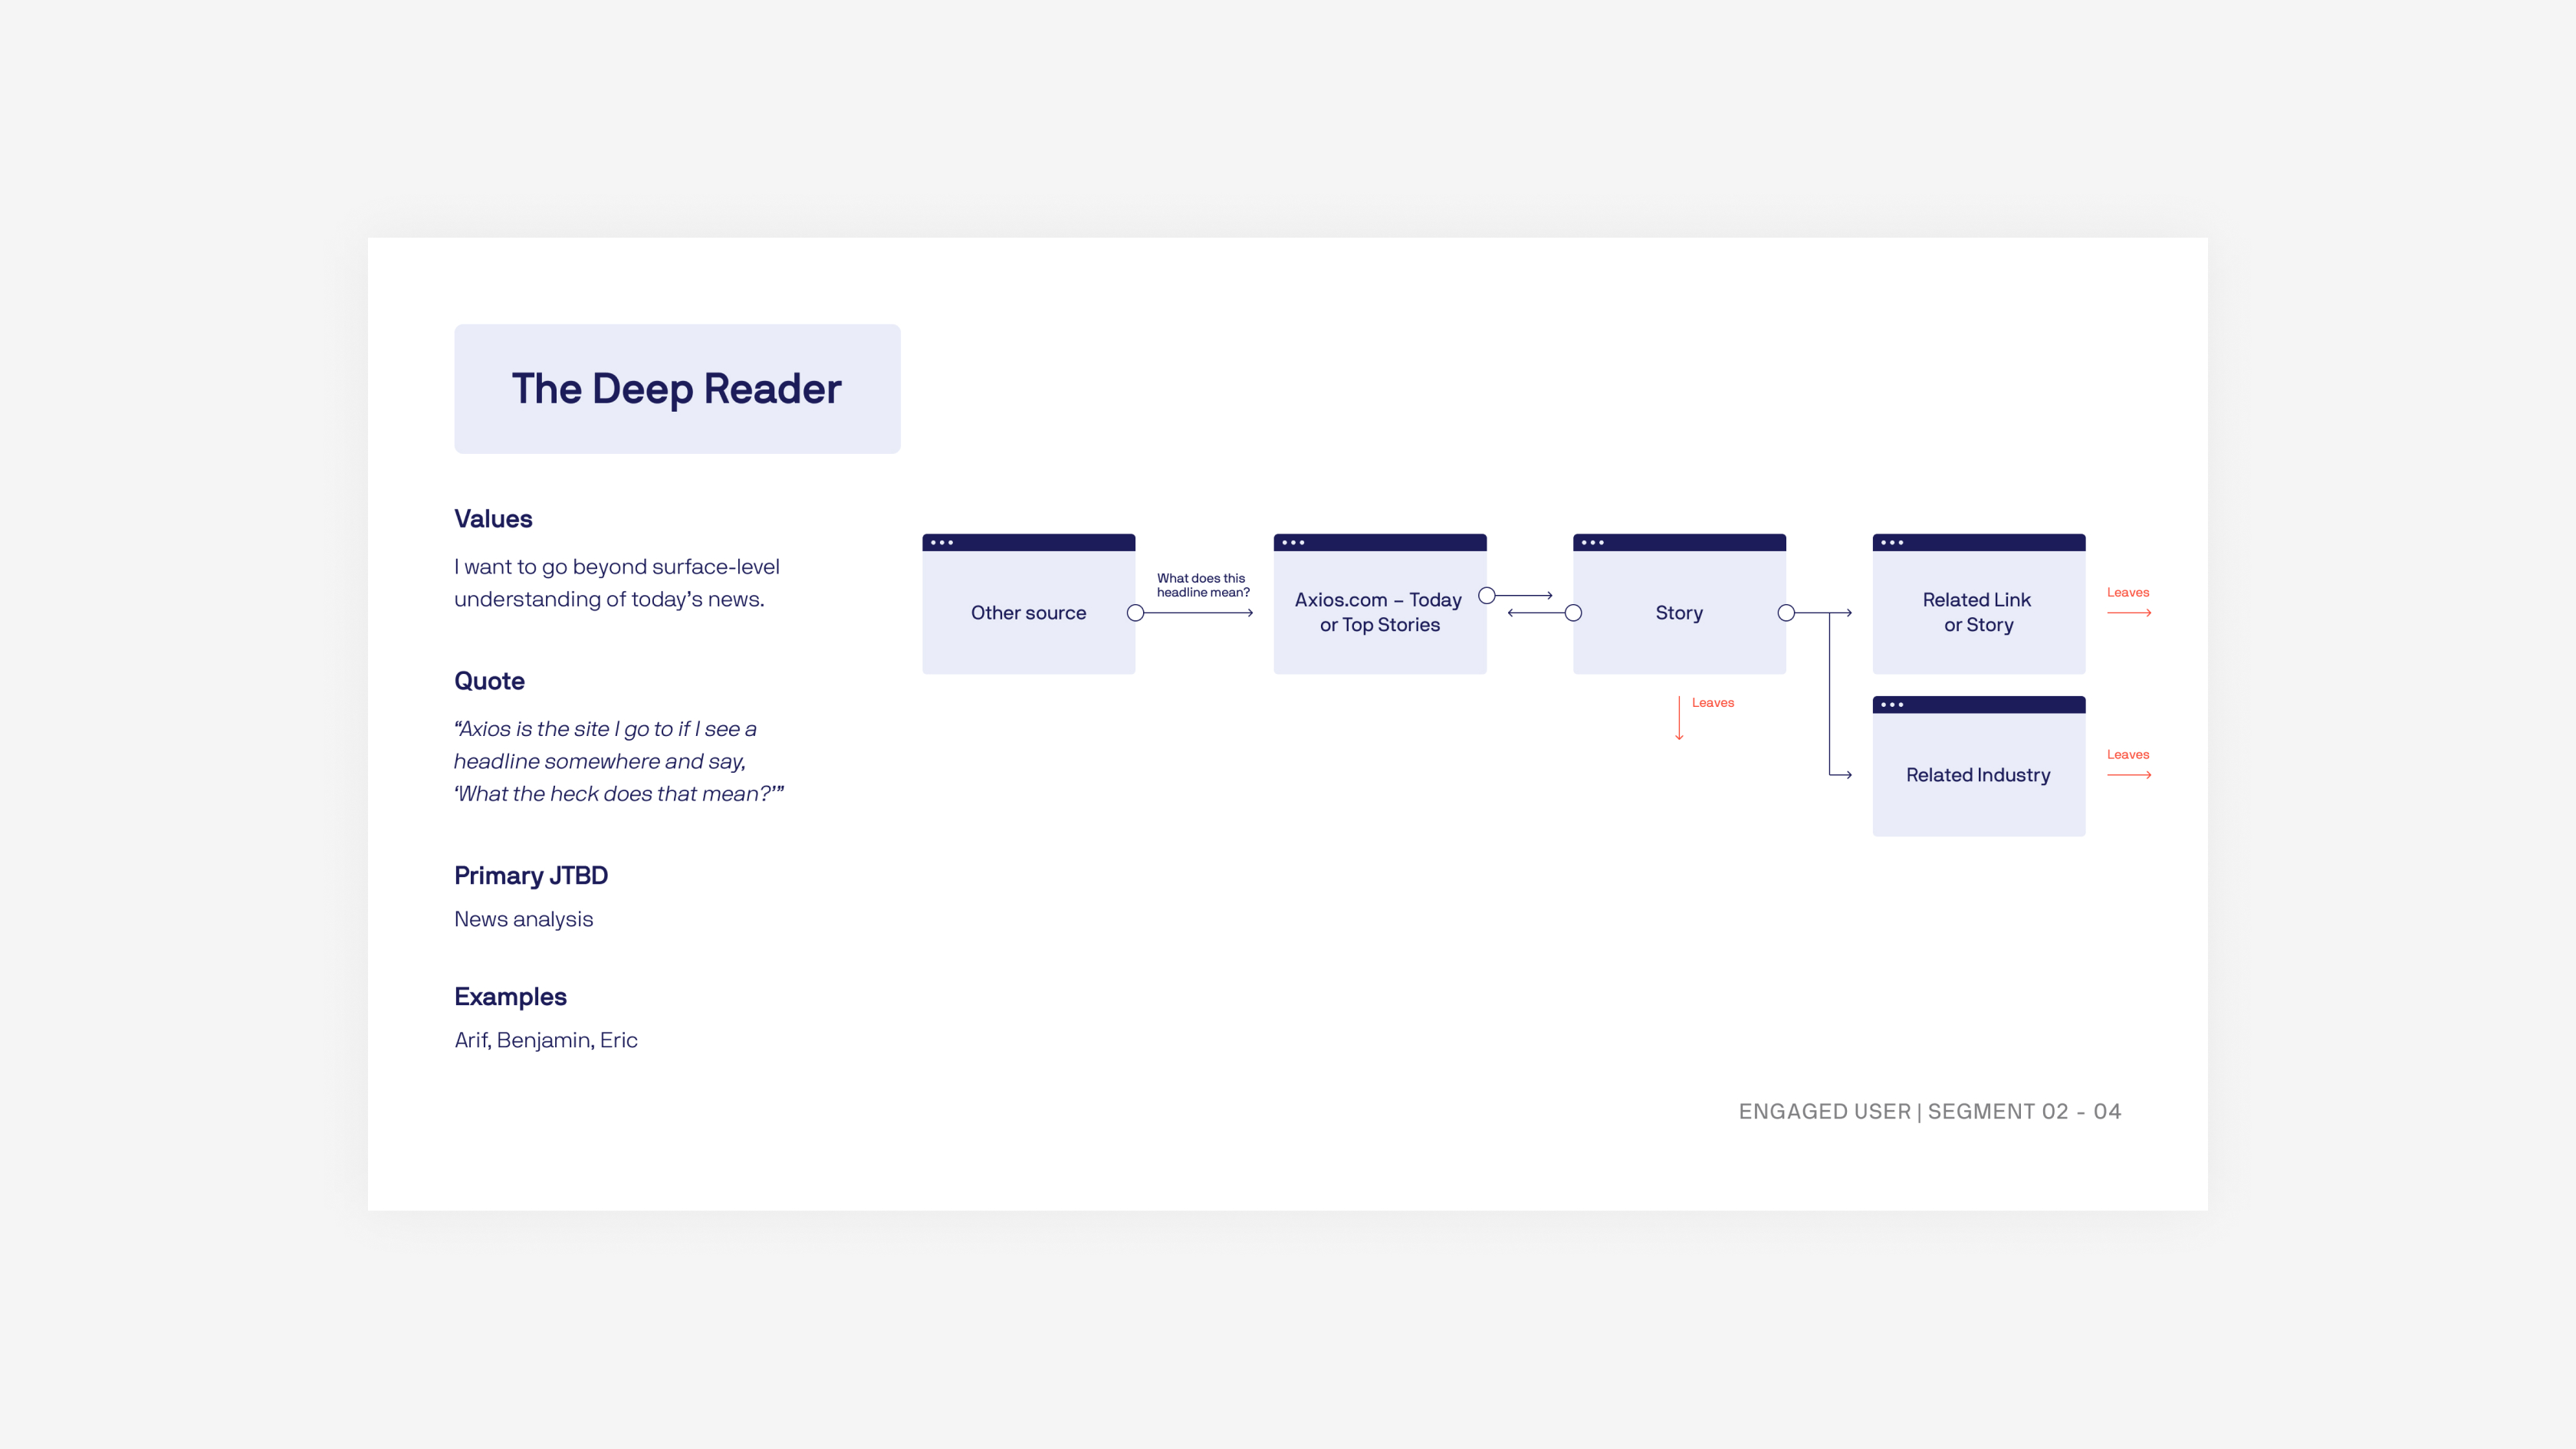 The Deep Reader
Values
I want to go beyond surface-level
understanding of today’s news.
Quote
“Axios is the site I go to if I see a
headline somewhere and say,
‘What the heck does that mean?’”
Primary JTBD
News analysis
Examples
Arif, Benjamin, Eric
Other source
What does this
headline mean?
Axios.com – Today
or Top Stories
Story
Leaves
Related Link
or Story
Leaves
Related Industry
Leaves
ENGAGED USER | SEGMENT 02 - 04